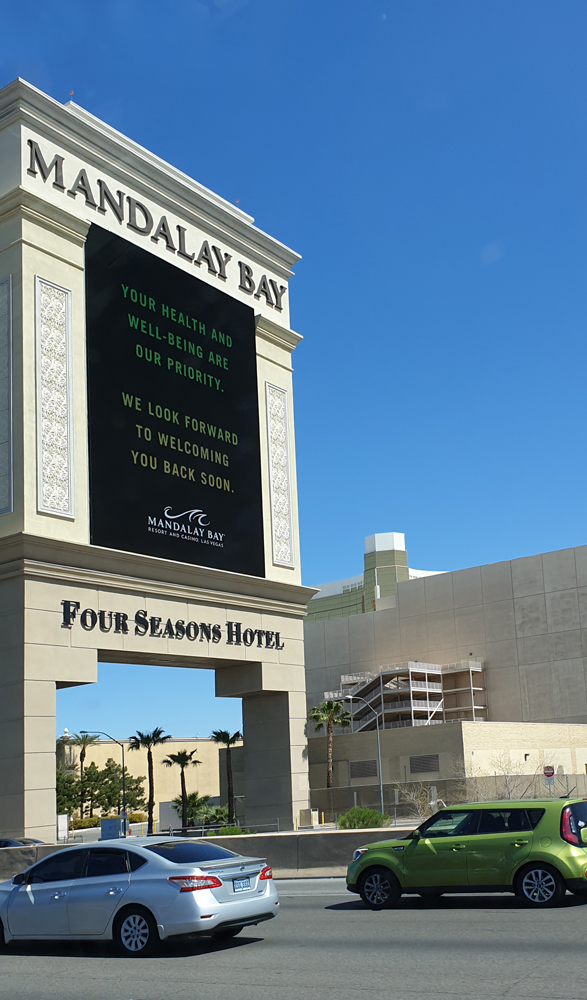 MANDALAY BAY
YOUR HEALTH AND
WELL-BEING ARE
OUR PRIORITY.
WE LOOK FORWARD
TO WELCOMING
YOU BACK SOON.
MANDALAY BAY
RESORT AND CASINO, LAS VEGAS
FOUR SEASONS HOTEL